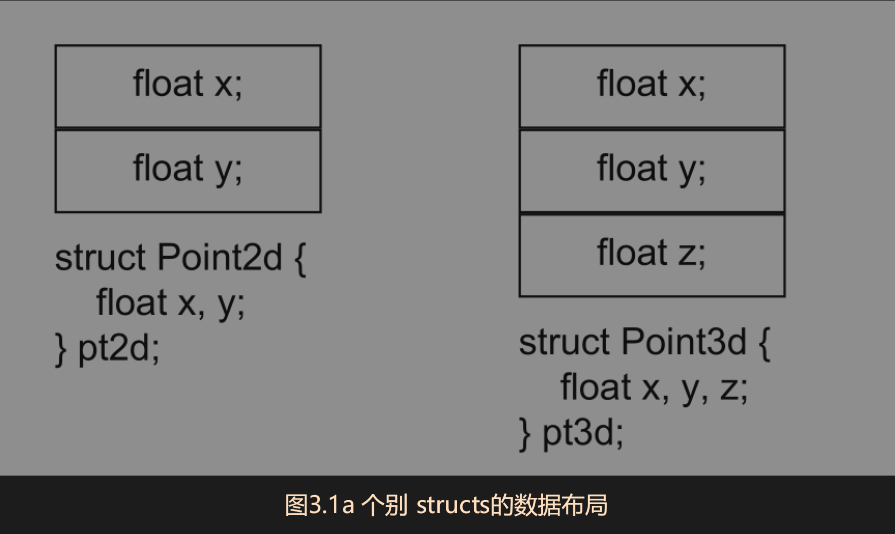 float x;
float y;
struct Point2d {
float x, y;
} pt2d;
float x;
float y;
float z;
struct Point3d {
float x, y, z;
} pt3d;
图3.1a 个别 structs的数据布局